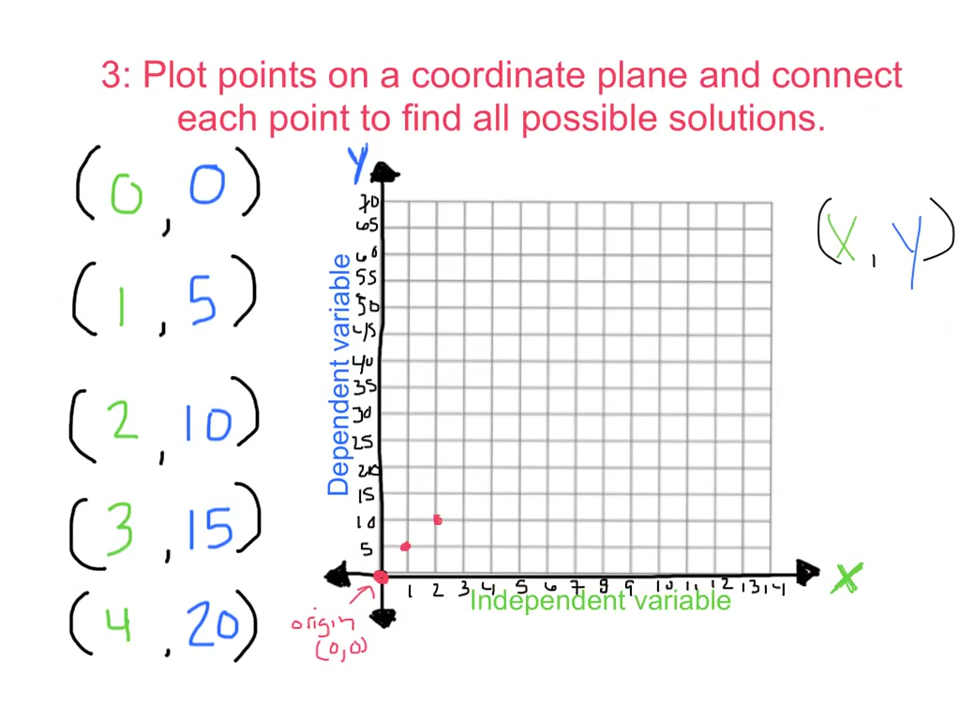 3: Plot points on a coordinate plane and connect
each point to find all possible solutions.
(0, 0)
(1, 5)
(2, 10)
(3, 15)
(4, 20)
Y
70
65
60
55
50
45
40
35
30
25
20
15
10
5
Dependent variable
1 2 3 4 5 6 7 8 9 10 11 12 13 14
X
Independent variable
origin
(0,0)
(X, y)